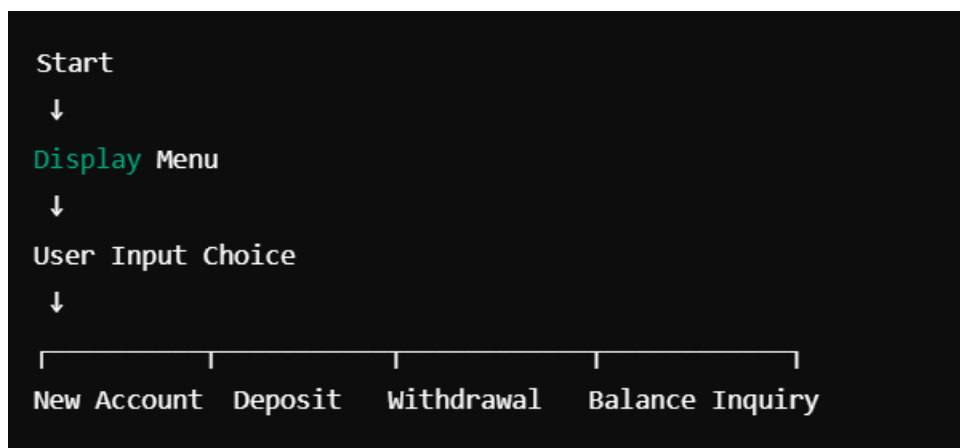 Start
↓
Display Menu
↓
User Input Choice
↓
New Account Deposit Withdrawal Balance Inquiry